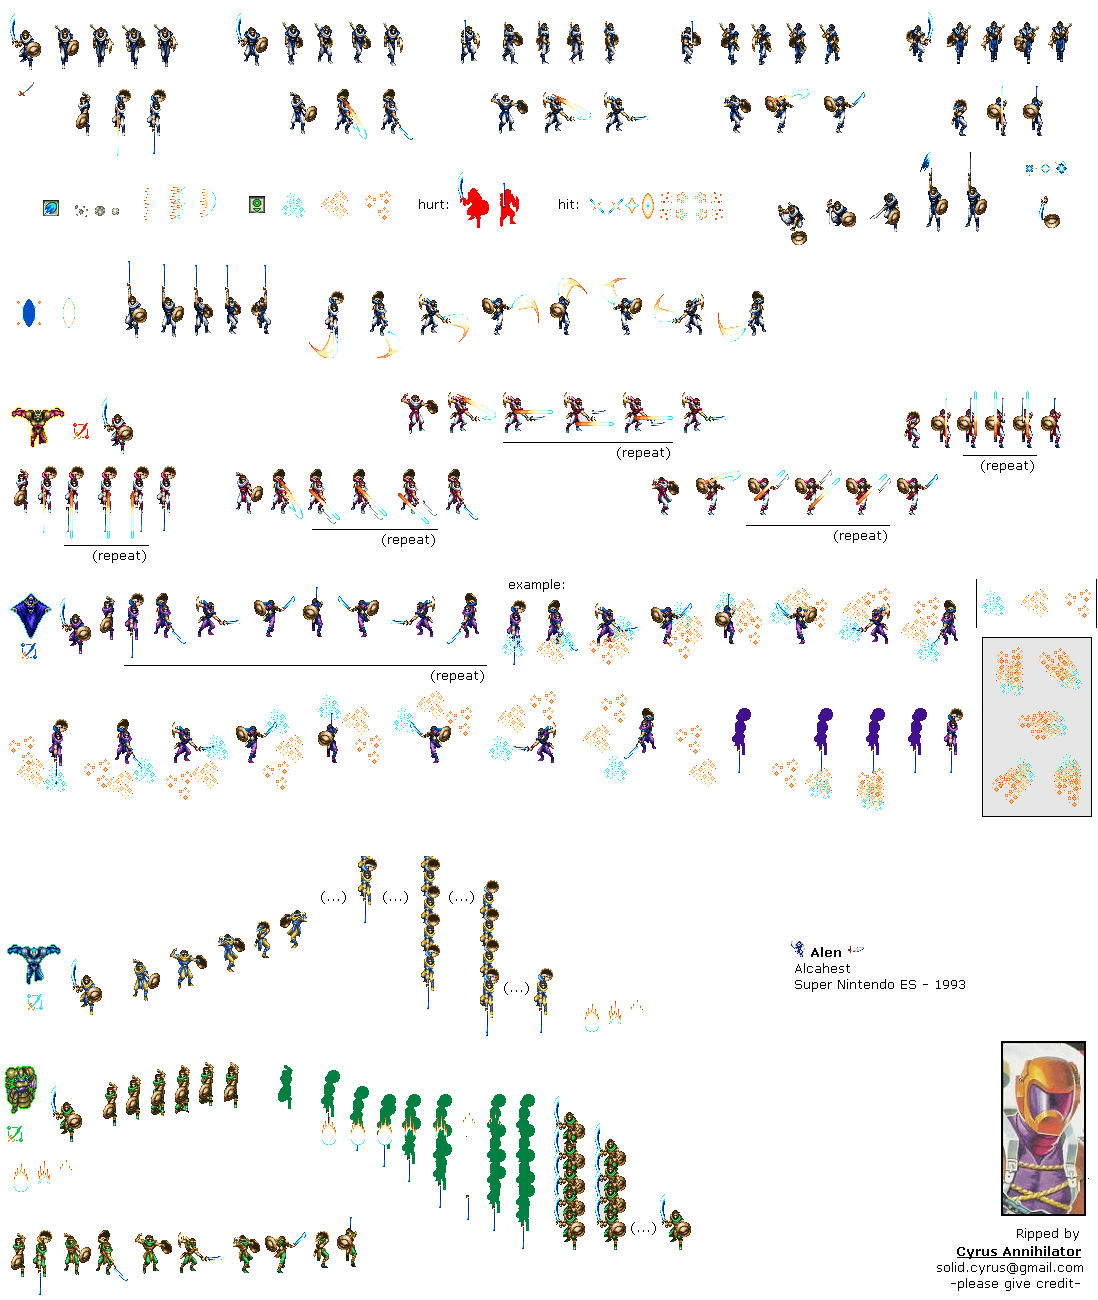 hurt:
hit:
(repeat)
(repeat)
(repeat)
(repeat)
(repeat)
example:
(repeat)
(...)
(...)
(...)
(...)
Alen
Alcahest
Super Nintendo ES - 1993
(...)
Ripped by
Cyrus Annihilator
solid.cyrus@gmail.com
-please give credit-